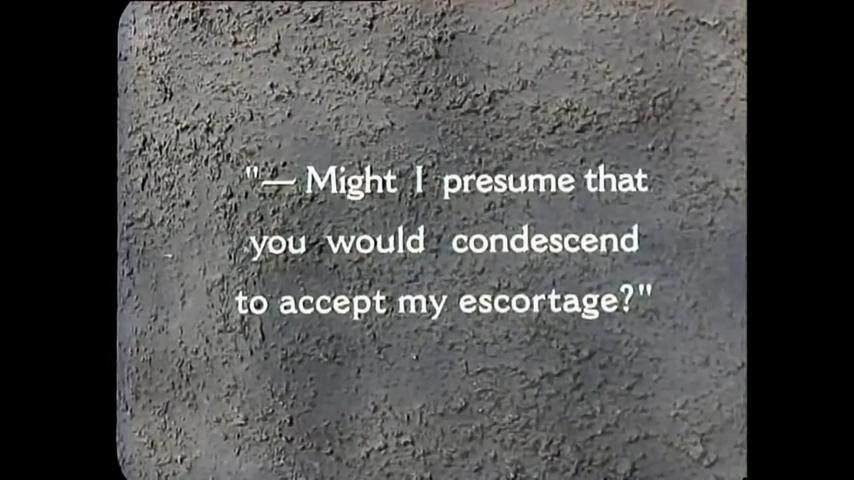 "— Might I presume that
you would condescend
to accept my escortage?"